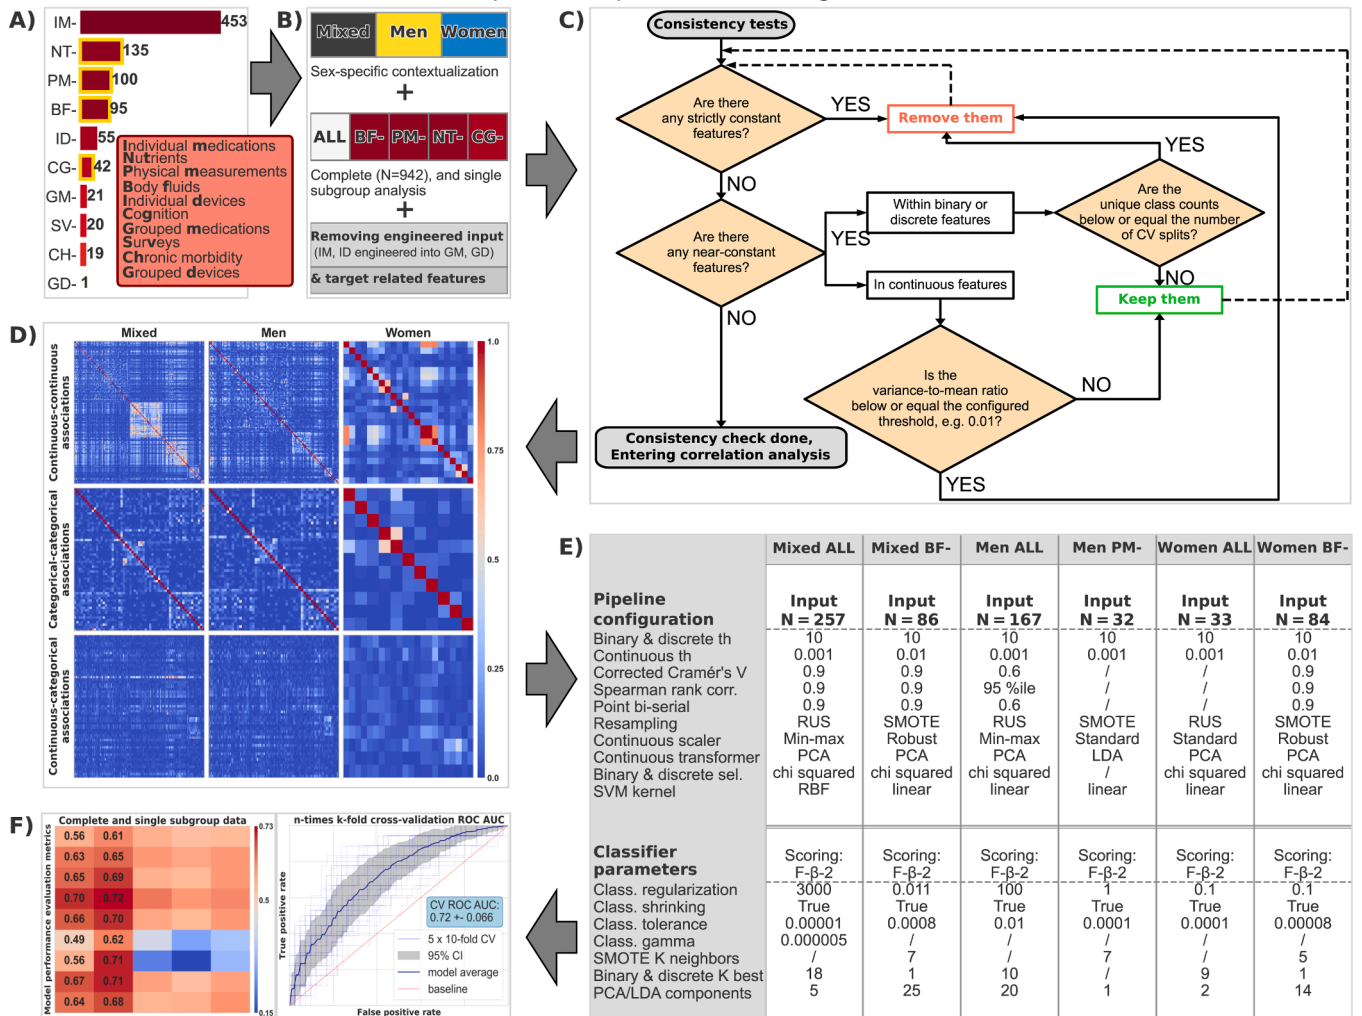 A)
IM-
453
NT-
135
PM-
100
BF-
95
ID-
55
CG-
42
GM-
21
SV-
20
CH-
19
GD-
1
Individual medications
Nutrients
Physical measurements
Body fluids
Individual devices
Cognition
Grouped medications
Surveys
Chronic morbidity
Grouped devices
B)
Mixed Men Women
Sex-specific contextualization
+
ALL BF- PM- NT- CG-
Complete (N=942), and single
subgroup analysis
+
Removing engineered input
(IM, ID engineered into GM, GD)
& target related features
C)
Consistency tests
Are there
any strictly constant
features?
YES
Remove them
NO
Are there
any near-constant
features?
YES
Within binary or
discrete features
Are the
unique class counts
below or equal the number
of CV splits?
YES
NO
Keep them
In continuous features
Is the
variance-to-mean ratio
below or equal the configured
threshold, e.g. 0.01?
NO
YES
NO
Consistency check done,
Entering correlation analysis
D)
Mixed Men Women
Continuous-continuous
associations
Categorical-categorical
associations
Continuous-categorical
associations
1.0
0.75
0.5
0.25
0.0
E)
Mixed ALL Mixed BF- Men ALL Men PM- Women ALL Women BF-
Pipeline
configuration
Input Input Input Input Input Input
N = 257 N = 86 N = 167 N = 32 N = 33 N = 84
Binary & discrete th 10 10 10 10 10 10
Continuous th 0.001 0.01 0.001 0.001 0.001 0.01
Corrected Cramér's V 0.9 0.9 0.6 / / 0.9
Spearman rank corr. 0.9 0.9 95 %ile / / 0.9
Point bi-serial 0.9 0.9 0.6 / / 0.9
Resampling RUS SMOTE RUS SMOTE RUS SMOTE
Continuous scaler Min-max Robust Min-max Standard Standard Robust
Continuous transformer PCA PCA PCA LDA PCA PCA
Binary & discrete sel. chi squared chi squared chi squared / chi squared chi squared
SVM kernel RBF linear linear linear linear linear
Classifier
parameters
Scoring: Scoring: Scoring: Scoring: Scoring: Scoring:
F-β-2 F-β-2 F-β-2 F-β-2 F-β-2 F-β-2
Class. regularization 3000 0.011 100 1 0.1 0.1
Class. shrinking True True True True True True
Class. tolerance 0.00001 0.0008 0.01 0.0001 0.0001 0.00008
Class. gamma 0.000005 / / / / /
SMOTE K neighbors / 7 / 7 / 5
Binary & discrete K best 18 1 10 / 9 1
PCA/LDA components 5 25 20 1 2 14
F)
Complete and single subgroup data
Model performance evaluation metrics
0.56 0.61
0.63 0.65
0.65 0.69
0.70 0.72
0.66 0.70
0.49 0.62
0.56 0.71
0.67 0.71
0.64 0.68
0.73
0.5
0.15
n-times k-fold cross-validation ROC AUC
True positive rate
CV ROC AUC:
0.72 +- 0.066
5 x 10-fold CV
95% CI
model average
baseline
False positive rate